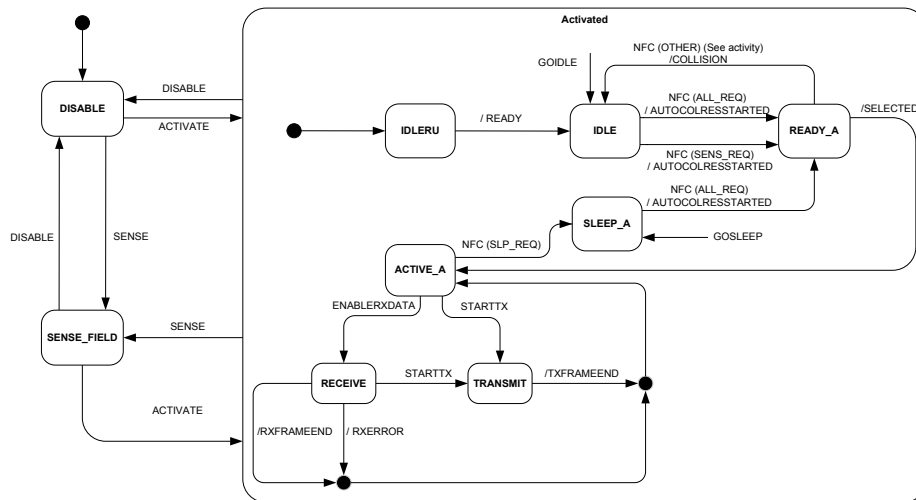 Activated
NFC (OTHER) (See activity)
/COLLISION
GOIDLE
DISABLE
DISABLE
ACTIVATE
NFC (ALL_REQ)
/ AUTOCOLRESSTARTED
/SELECTED
IDLERU
/ READY
IDLE
READY_A
NFC (SENS_REQ)
/ AUTOCOLRESSTARTED
NFC (ALL_REQ)
/ AUTOCOLRESSTARTED
DISABLE
SENSE
SLEEP_A
GOSLEEP
NFC (SLP_REQ)
ACTIVE_A
ENABLERXDATA
STARTTX
SENSE_FIELD
SENSE
RECEIVE
STARTTX
TRANSMIT
/TXFRAMEEND
ACTIVATE
/RXFRAMEEND
/ RXERROR